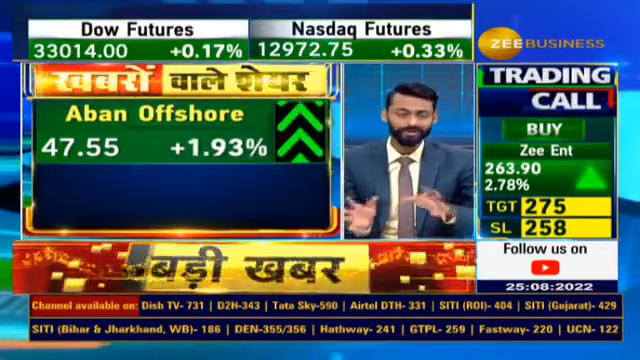 Dow Futures
33014.00 +0.17%
Nasdaq Futures
12972.75 +0.33%
ZEE BUSINESS
खबरों वाले शेयर
Aban Offshore
47.55 +1.93%
TRADING
CALL
BUY
Zee Ent
263.90
2.78%
TGT 275
SL 258
बड़ी खबर
Follow us on
25:08:2022
Channel available on: Dish TV- 731 | D2H-343 | Tata Sky-590 | Airtel DTH- 331 | SITI (ROI)- 404 | SITI (Gujarat)- 429
SITI (Bihar & Jharkhand, WB)- 186 | DEN-355/356 | Hathway- 241 | GTPL- 259 | Fastway- 220 | UCN- 122